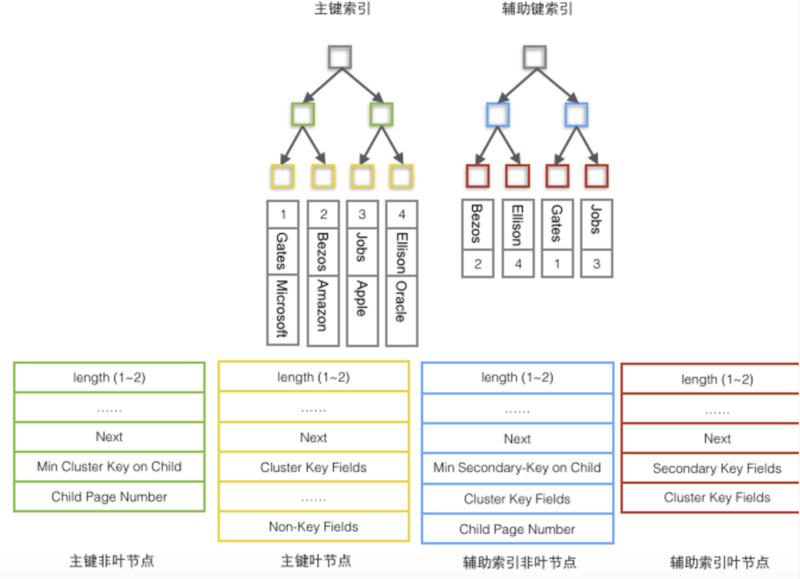 主键索引
辅助键索引
1
2
3
4
Gates
Bezos
Jobs
Ellison
Microsoft
Amazon
Apple
Oracle
Bezos
Ellison
Gates
Jobs
2
4
1
3
length (1~2)
......
Next
Min Cluster Key on Child
Child Page Number
主键非叶节点
length (1~2)
......
Next
Cluster Key Fields
......
Non-Key Fields
主键叶节点
length (1~2)
......
Next
Min Secondary-Key on Child
Cluster Key Fields
Child Page Number
辅助索引非叶节点
length (1~2)
......
Next
Secondary Key Fields
Cluster Key Fields
辅助索引叶节点